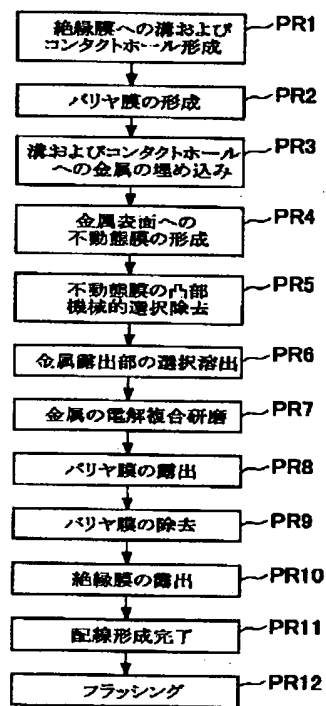 絶縁膜への溝および
コンタクトホール形成
PR1
バリヤ膜の形成
PR2
溝およびコンタクトホール
への金属の埋め込み
PR3
金属表面への
不動態膜の形成
PR4
不動態膜の凸部
機械的選択除去
PR5
金属露出部の選択溶出
PR6
金属の電解複合研磨
PR7
バリヤ膜の露出
PR8
バリヤ膜の除去
PR9
絶縁膜の露出
PR10
配線形成完了
PR11
フラッシング
PR12